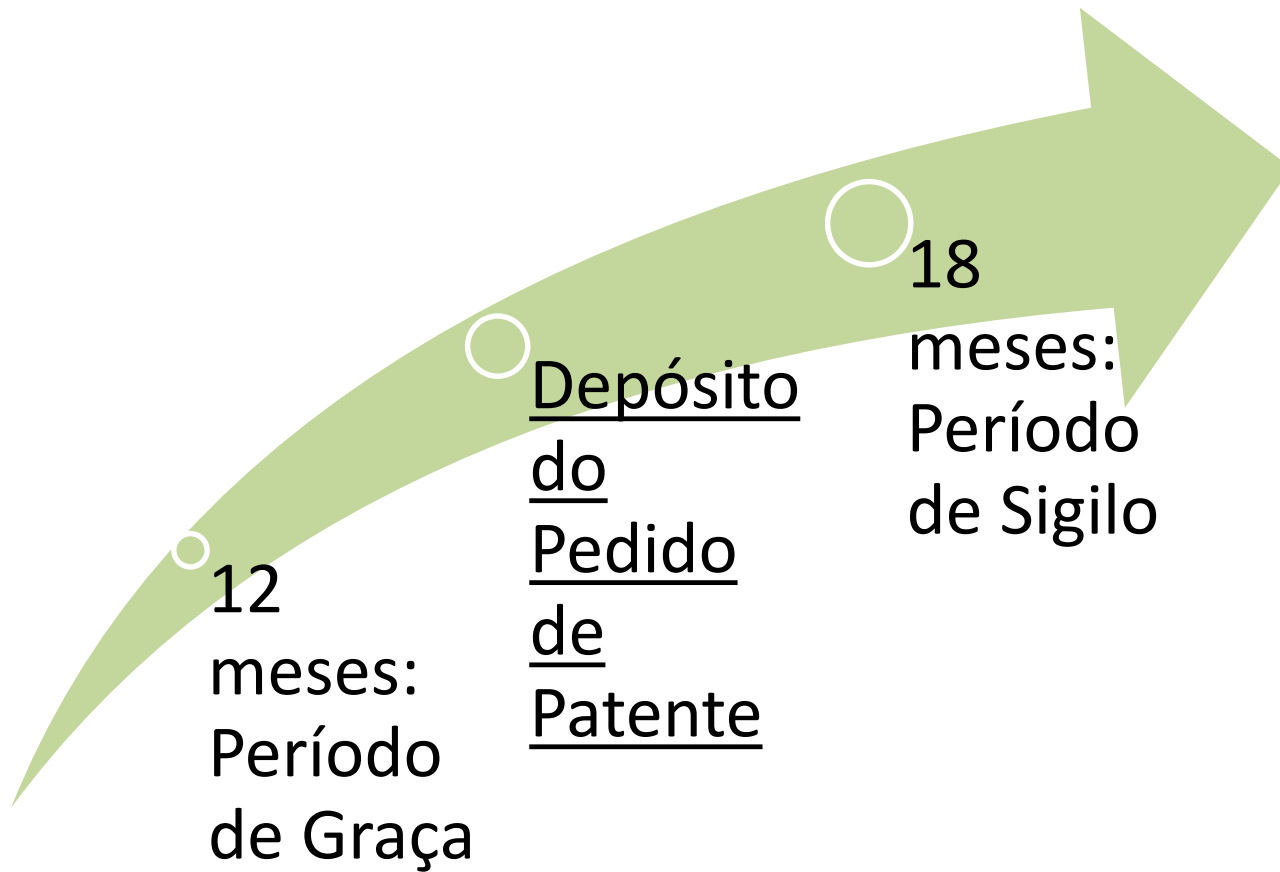 12
meses:
Período
de Graça
Depósito
do
Pedido
de
Patente
18
meses:
Período
de Sigilo